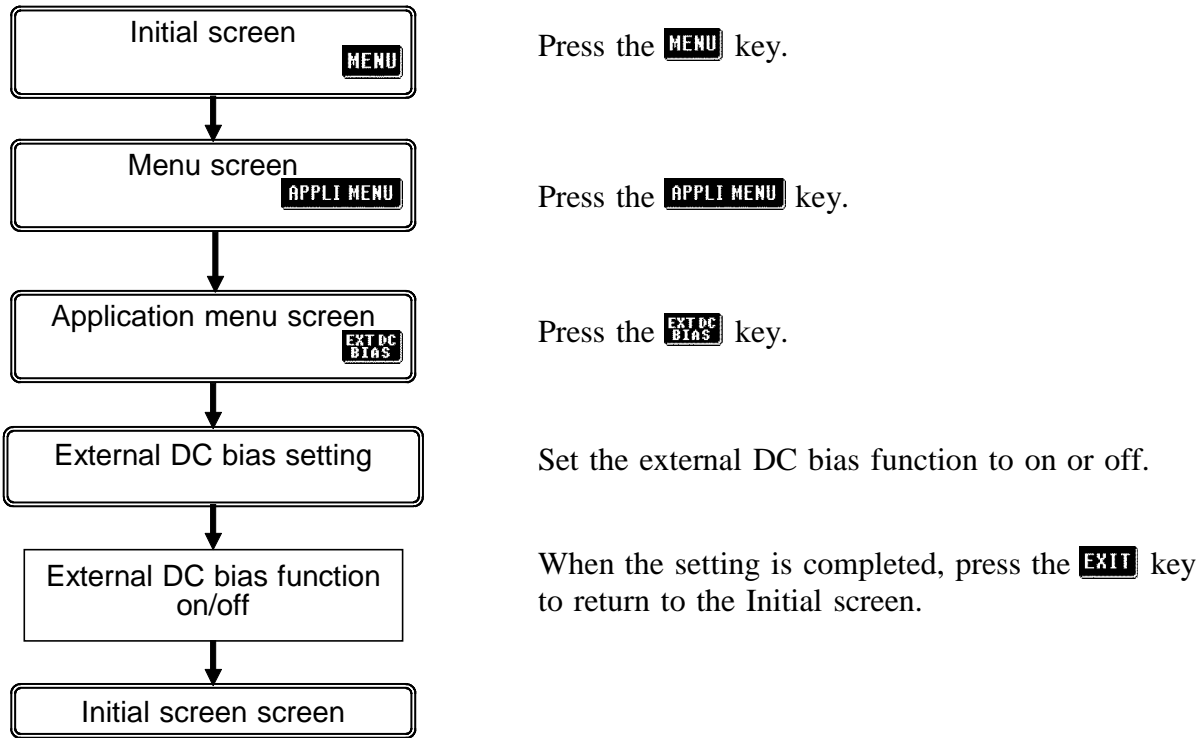 Initial screen
MENU
Press the MENU key.
Menu screen
APPLI MENU
Press the APPLI MENU key.
Application menu screen
EXT DC
BIAS
Press the EXT DC BIAS key.
External DC bias setting
Set the external DC bias function to on or off.
External DC bias function
on/off
When the setting is completed, press the EXIT key
to return to the Initial screen.
Initial screen screen